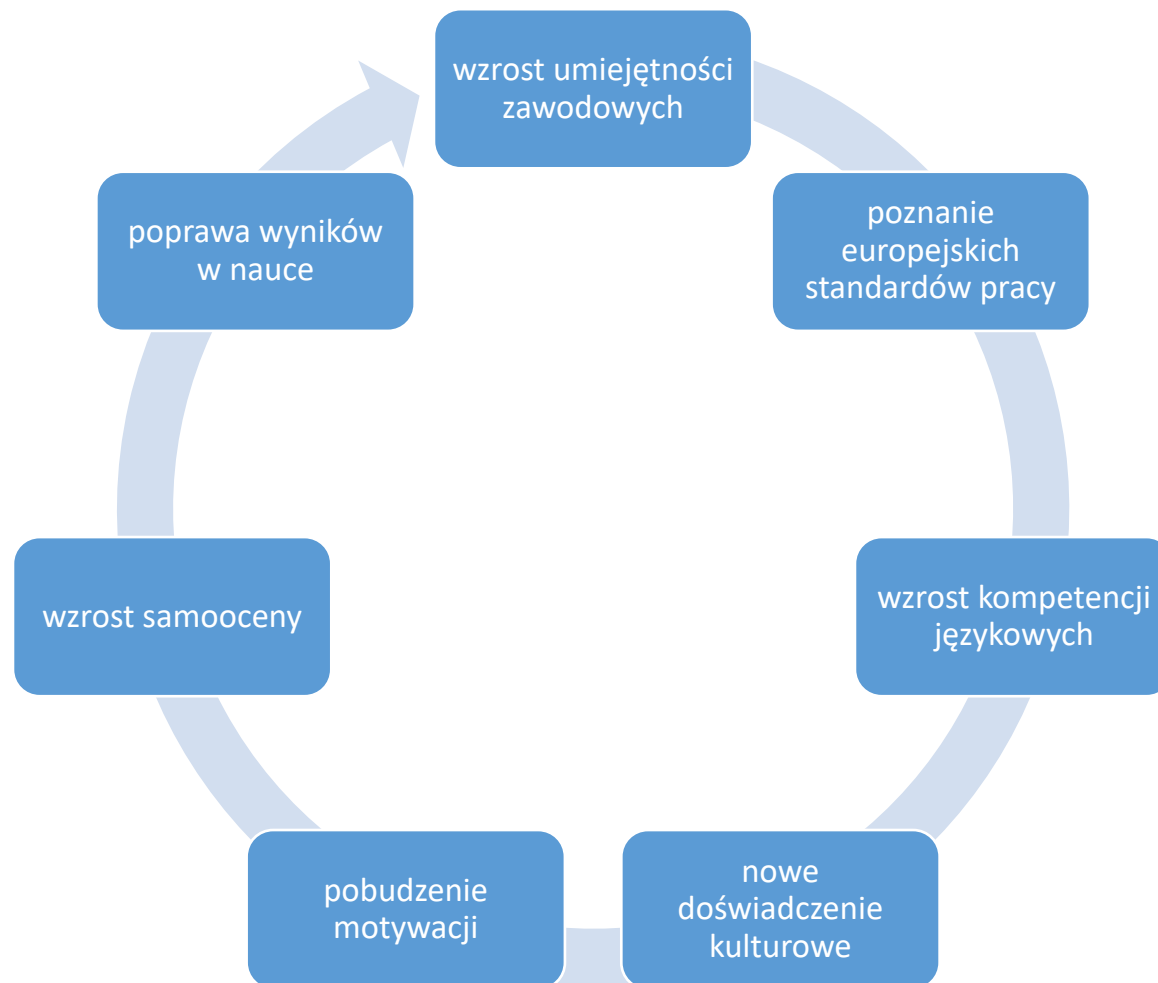 wzrost umiejętności
zawodowych
poznanie
europejskich
standardów pracy
wzrost kompetencji
językowych
nowe
doświadczenie
kulturowe
pobudzenie
motywacji
wzrost samooceny
poprawa wyników
w nauce